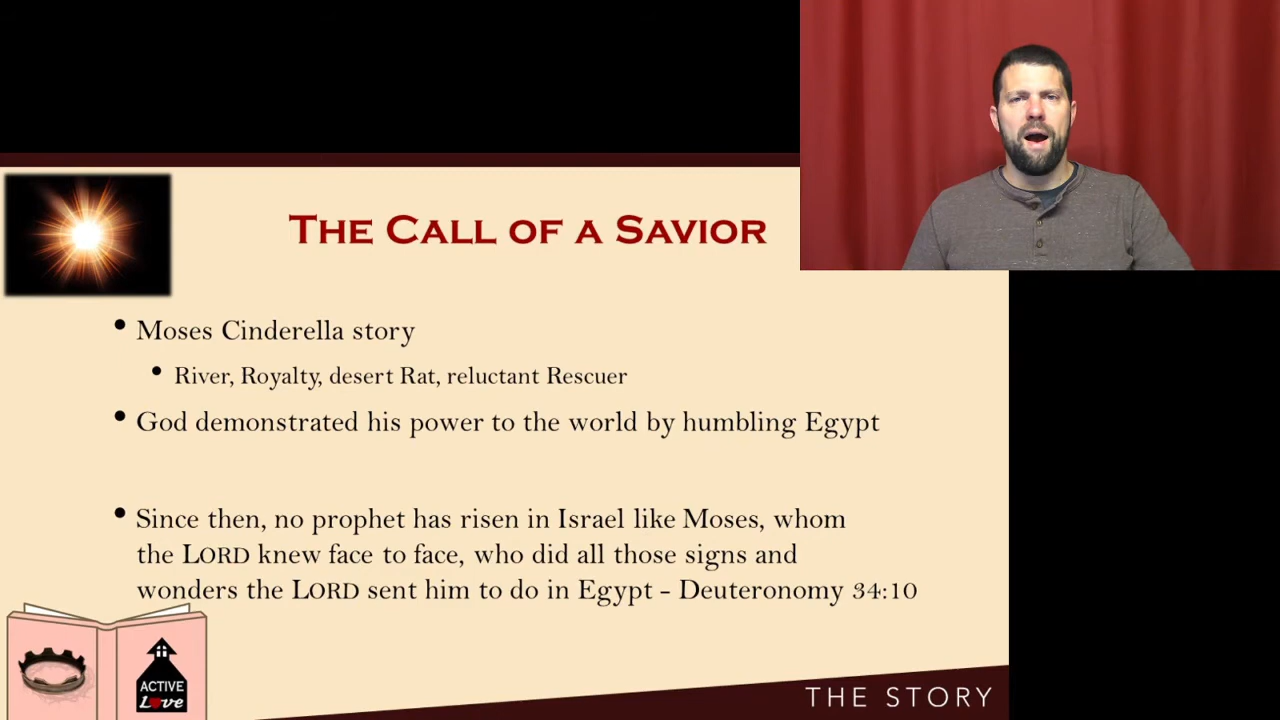 The Call of a Savior
• Moses Cinderella story
• River, Royalty, desert Rat, reluctant Rescuer
• God demonstrated his power to the world by humbling Egypt
• Since then, no prophet has risen in Israel like Moses, whom
the LORD knew face to face, who did all those signs and
wonders the LORD sent him to do in Egypt – Deuteronomy 34:10
ACTIVE
Love
THE STORY